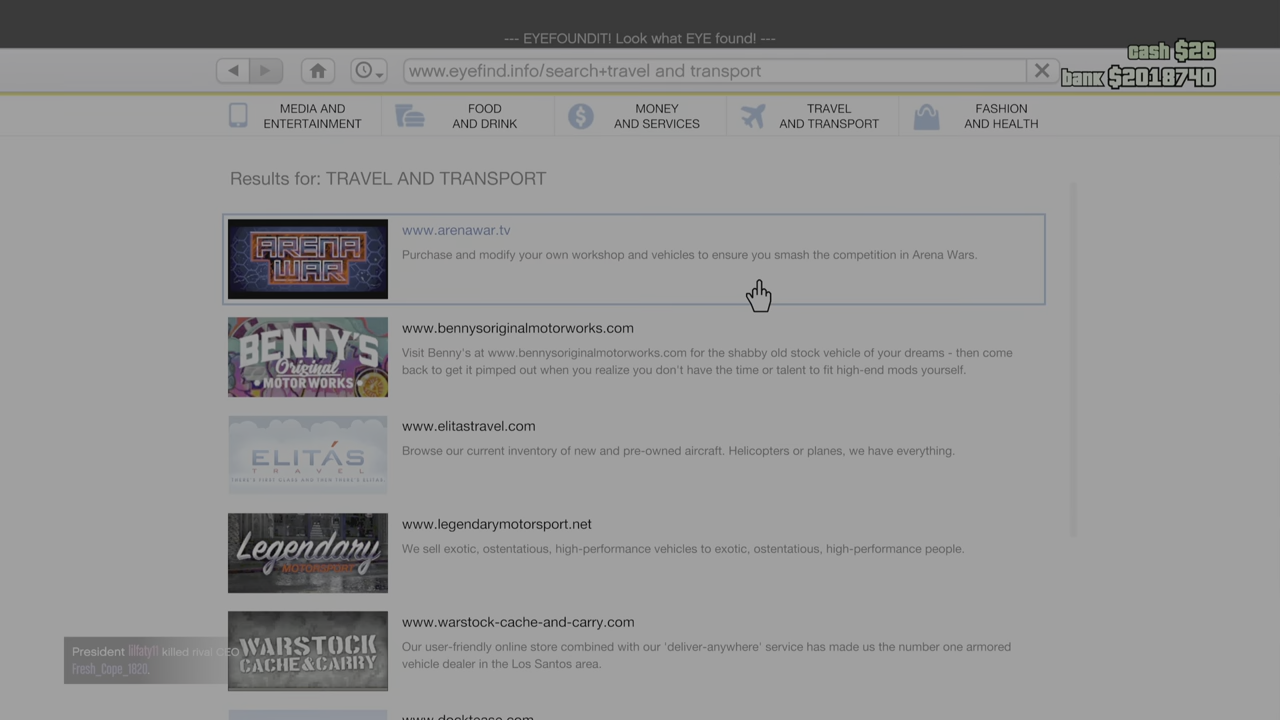 --- EYEFOUNDIT! Look what EYE found! ---
cash $26
www.eyefind.info/search+travel and transport
bank $2018740
MEDIA AND
ENTERTAINMENT
FOOD
AND DRINK
MONEY
AND SERVICES
TRAVEL
AND TRANSPORT
FASHION
AND HEALTH
Results for: TRAVEL AND TRANSPORT
ARENA
WAR
www.arenawar.tv
Purchase and modify your own workshop and vehicles to ensure you smash the competition in Arena Wars.
BENNY'S
Original
MOTOR WORKS
www.bennysoriginalmotorworks.com
Visit Benny's at www.bennysoriginalmotorworks.com for the shabby old stock vehicle of your dreams - then come
back to get it pimped out when you realize you don't have the time or talent to fit high-end mods yourself.
ELITÁS
TRAVEL
www.elitastravel.com
Browse our current inventory of new and pre-owned aircraft. Helicopters or planes, we have everything.
Legendary
MOTORSPORT
www.legendarymotorsport.net
We sell exotic, ostentatious, high-performance vehicles to exotic, ostentatious, high-performance people.
WARSTOCK
CACHE & CARRY
www.warstock-cache-and-carry.com
Our user-friendly online store combined with our 'deliver-anywhere' service has made us the number one armored
vehicle dealer in the Los Santos area.
President lilfaty11 killed rival CEO
Fresh_Cope_1820.
www.docktease.com